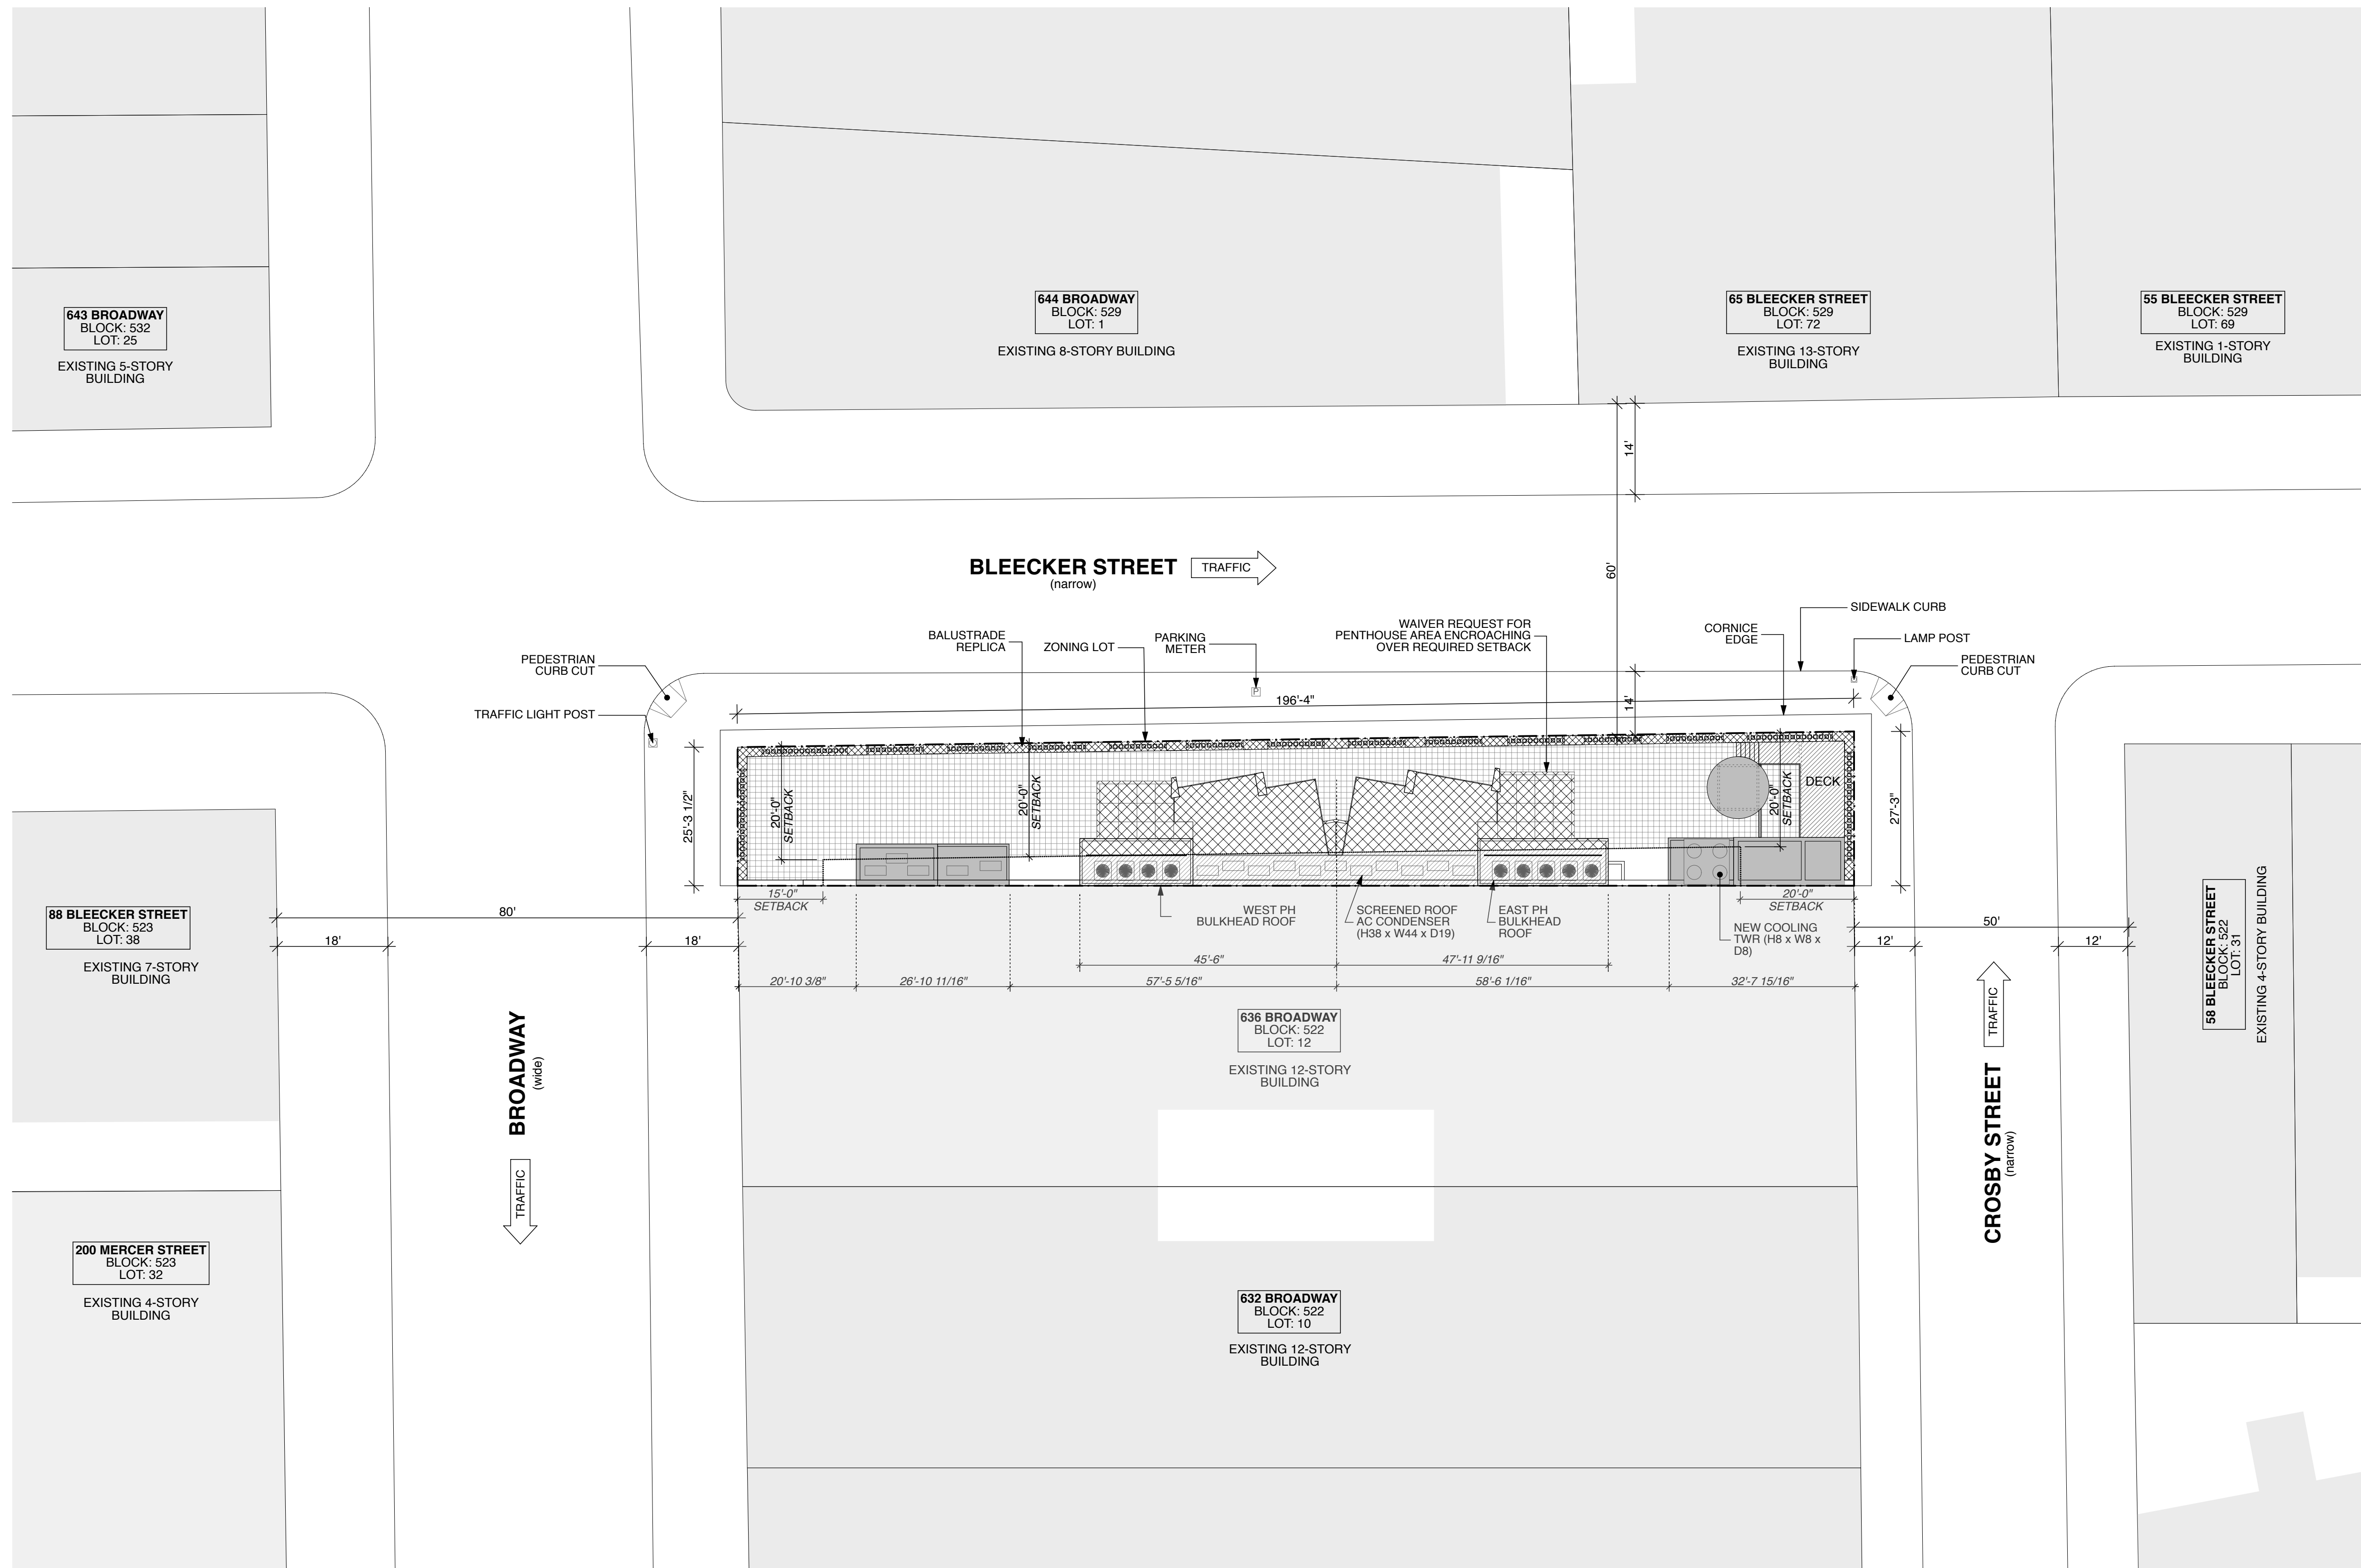 643 BROADWAY
BLOCK: 532
LOT: 25
EXISTING 5-STORY
BUILDING
644 BROADWAY
BLOCK: 529
LOT: 1
EXISTING 8-STORY BUILDING
65 BLEECKER STREET
BLOCK: 529
LOT: 72
EXISTING 13-STORY
BUILDING
55 BLEECKER STREET
BLOCK: 529
LOT: 69
EXISTING 1-STORY
BUILDING
14'
60'
BLEECKER STREET
(narrow)
TRAFFIC
PEDESTRIAN
CURB CUT
TRAFFIC LIGHT POST
BALUSTRADE
REPLICA
ZONING LOT
PARKING
METER
WAIVER REQUEST FOR
PENTHOUSE AREA ENCROACHING
OVER REQUIRED SETBACK
CORNICE
EDGE
SIDEWALK CURB
LAMP POST
PEDESTRIAN
CURB CUT
P
196'-4"
14'
25'-3 1/2"
20'-0"
SETBACK
20'-0"
SETBACK
20'-0"
SETBACK
DECK
27'-3"
15'-0"
SETBACK
20'-0"
SETBACK
WEST PH
BULKHEAD ROOF
SCREENED ROOF
AC CONDENSER
(H38 x W44 x D19)
EAST PH
BULKHEAD
ROOF
NEW COOLING
TWR (H8 x W8 x
D8)
88 BLEECKER STREET
BLOCK: 523
LOT: 38
EXISTING 7-STORY
BUILDING
80'
18'
18'
50'
12'
12'
45'-6"
47'-11 9/16"
20'-10 3/8"
26'-10 11/16"
57'-5 5/16"
58'-6 1/16"
32'-7 15/16"
58 BLEECKER STREET
BLOCK: 522
LOT: 31
EXISTING 4-STORY BUILDING
636 BROADWAY
BLOCK: 522
LOT: 12
EXISTING 12-STORY
BUILDING
BROADWAY
(wide)
TRAFFIC
TRAFFIC
CROSBY STREET
(narrow)
200 MERCER STREET
BLOCK: 523
LOT: 32
EXISTING 4-STORY
BUILDING
632 BROADWAY
BLOCK: 522
LOT: 10
EXISTING 12-STORY
BUILDING